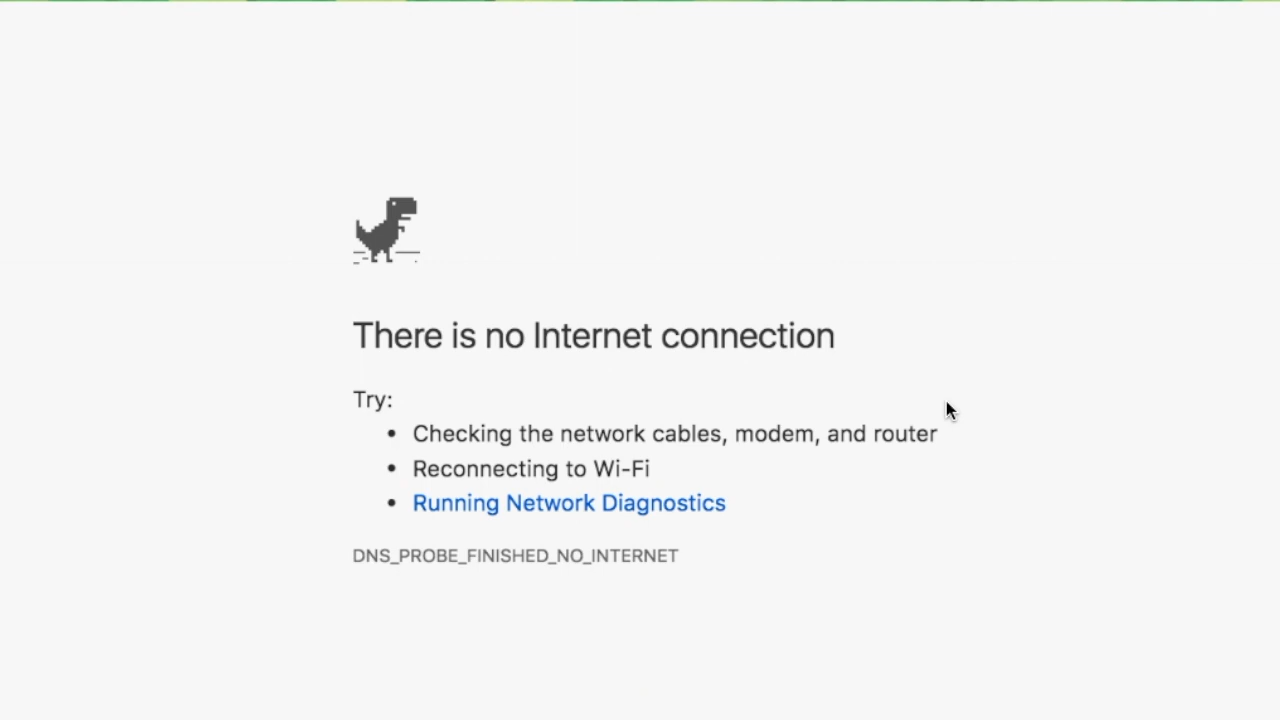 There is no Internet connection
Try:
• Checking the network cables, modem, and router
• Reconnecting to Wi-Fi
• Running Network Diagnostics
DNS_PROBE_FINISHED_NO_INTERNET